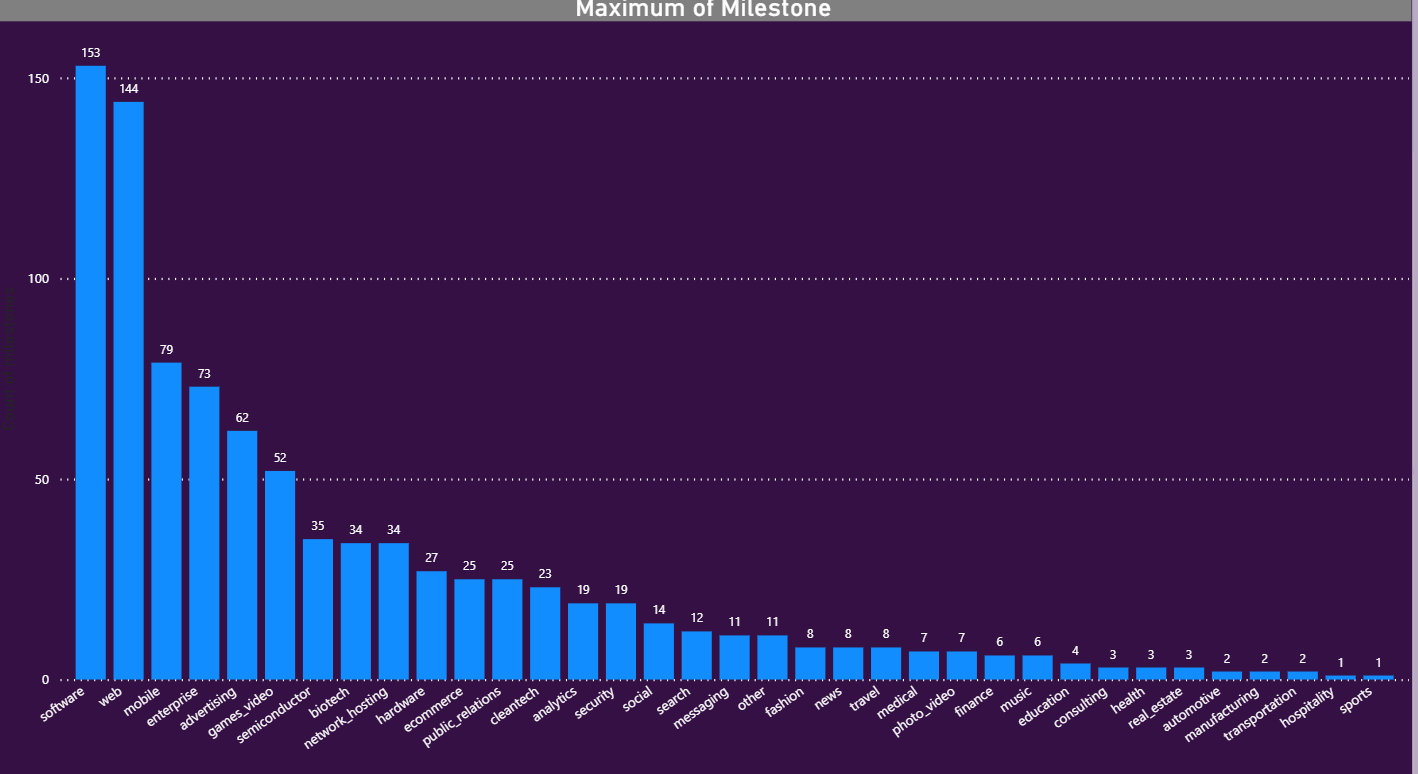 Maximum of Milestone
153
144
79
73
62
52
35
34
34
27
25
25
23
19
19
14
12
11
11
8
8
8
7
7
6
6
4
3
3
3
2
2
2
1
1
150
100
50
0
software
web
mobile
enterprise
advertising
games_video
semiconductor
biotech
network_hosting
hardware
ecommerce
public_relations
cleantech
analytics
security
social
search
messaging
other
fashion
news
travel
medical
photo_video
finance
music
education
consulting
health
real_estate
automotive
manufacturing
transportation
hospitality
sports